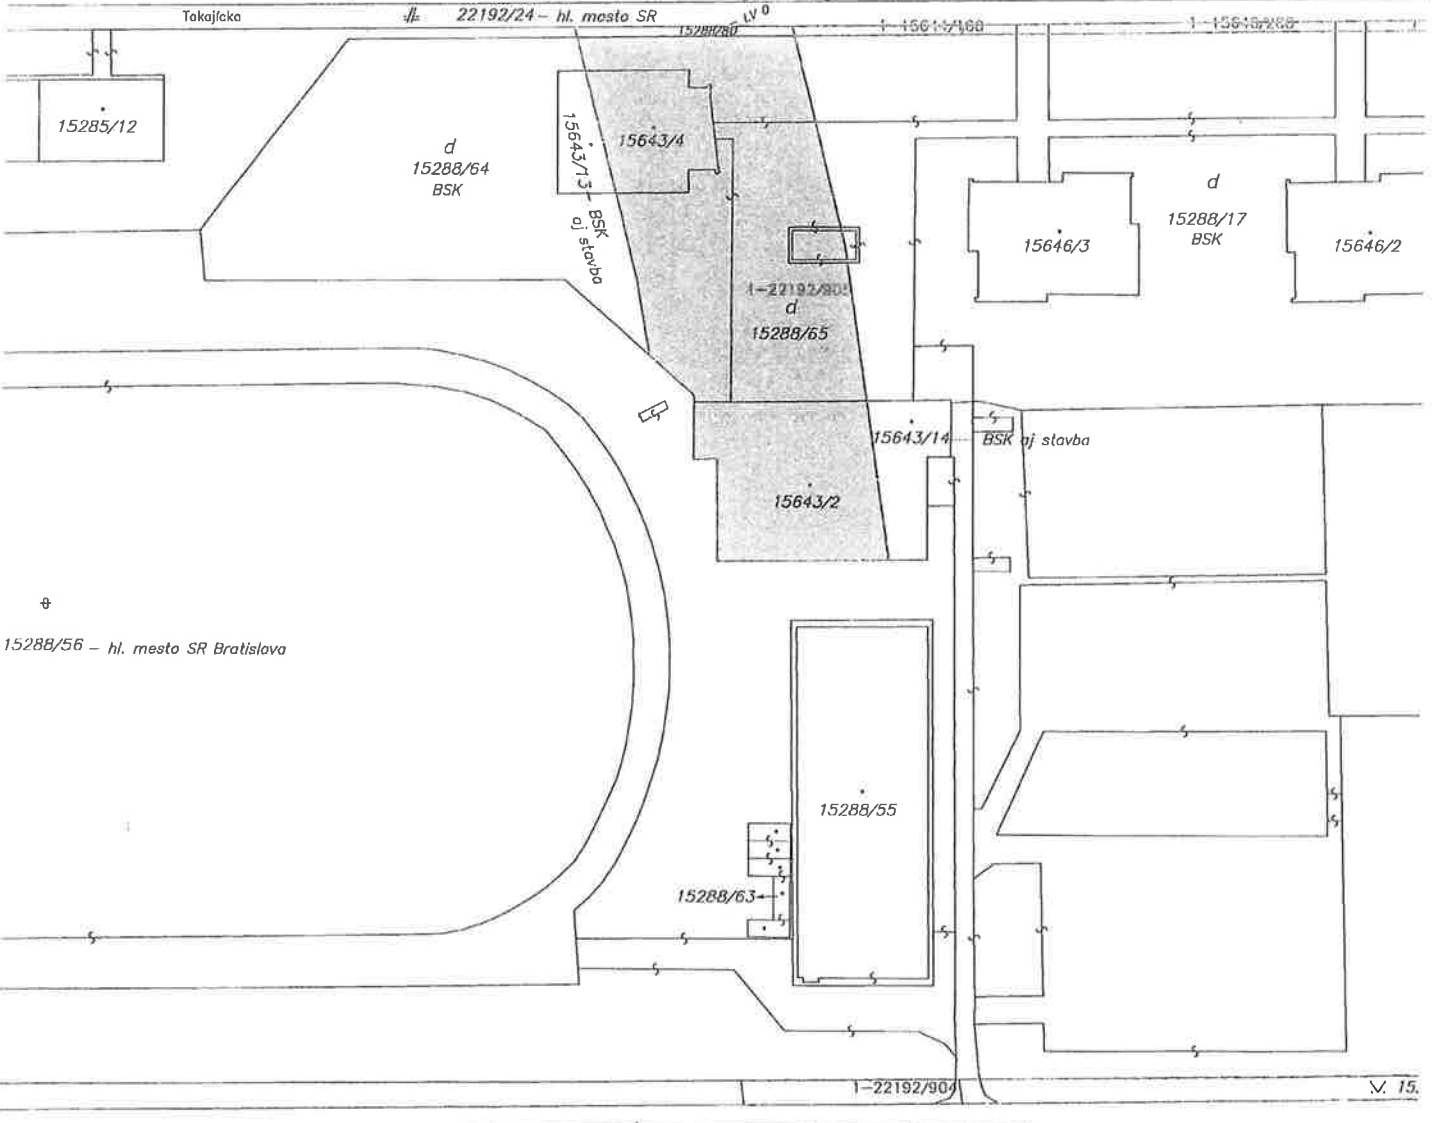 Tokajícka
22192/24 – hl. mesto SR
15288/80 – LV 0
15285/12
d
15288/64
BSK
15643/13 – BSK
aj stavba
15643/4
d
15288/17
BSK
15646/3
15646/2
1-22192/905
d
15288/65
15643/14
BSK aj stavba
15643/2
15288/56 – hl. mesto SR Bratislava
15288/55
15288/63
1-22192/904
15.